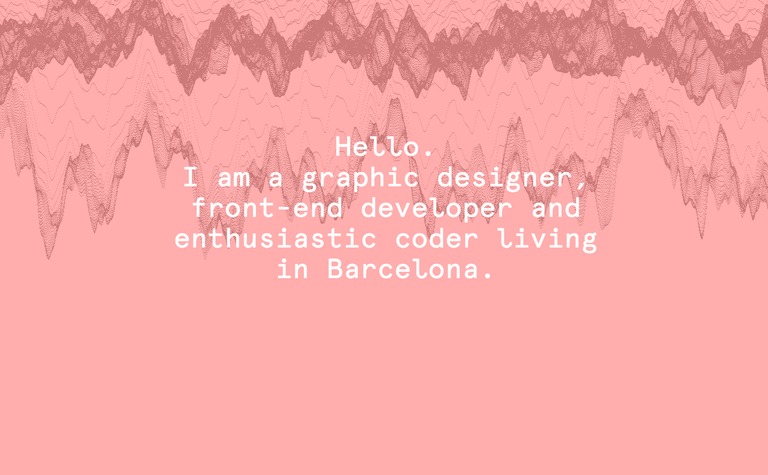 Hello.
I am a graphic designer,
front-end developer and
enthusiastic coder living
in Barcelona.